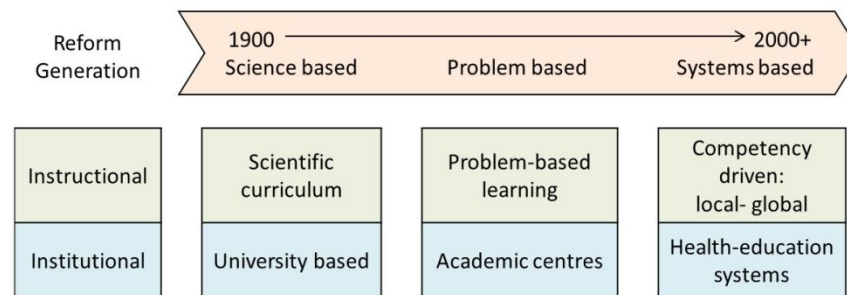 Reform
Generation
1900
2000+
Science based
Problem based
Systems based
Instructional
Scientific
curriculum
Problem-based
learning
Competency
driven:
local- global
Institutional
University based
Academic centres
Health-education
systems